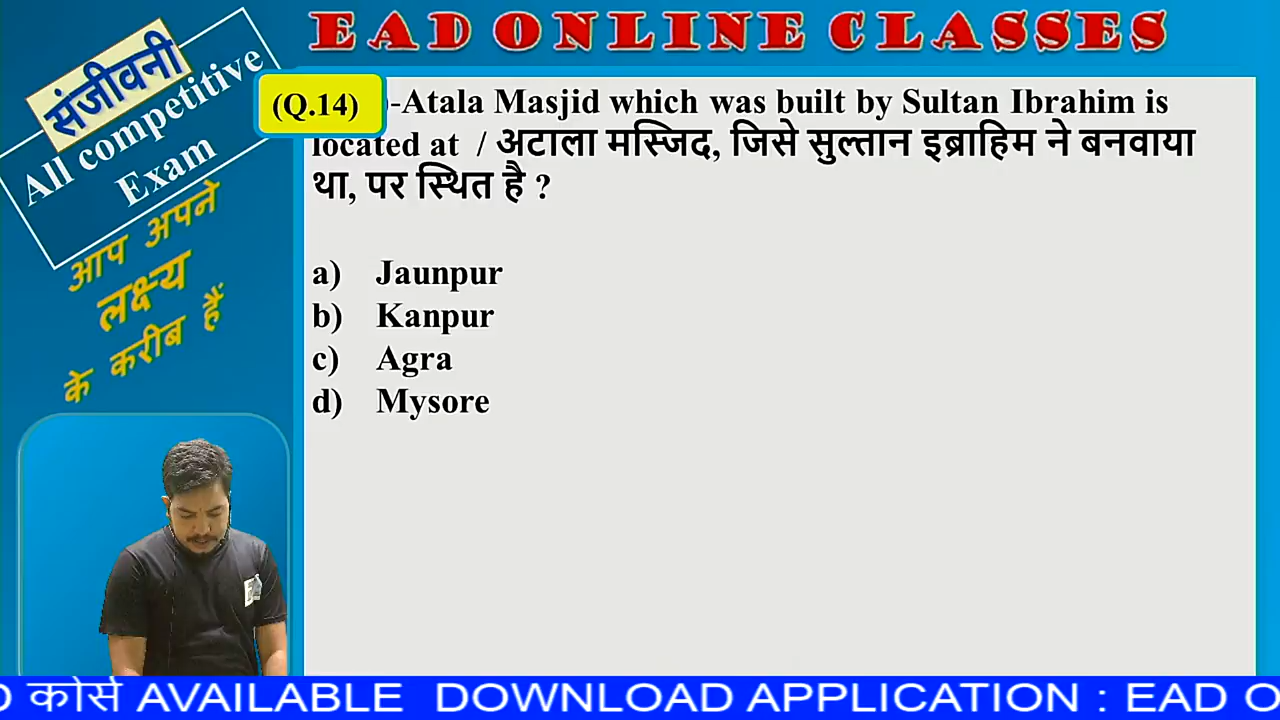 EAD ONLINE CLASSES
संजीवनी
All competitive
Exam
आप अपने
लक्ष्य
के करीब हैं
(Q.14) -Atala Masjid which was built by Sultan Ibrahim is
located at / अटाला मस्जिद, जिसे सुल्तान इब्राहिम ने बनवाया
था, पर स्थित है ?
a) Jaunpur
b) Kanpur
c) Agra
d) Mysore
कोर्स AVAILABLE DOWNLOAD APPLICATION : EAD